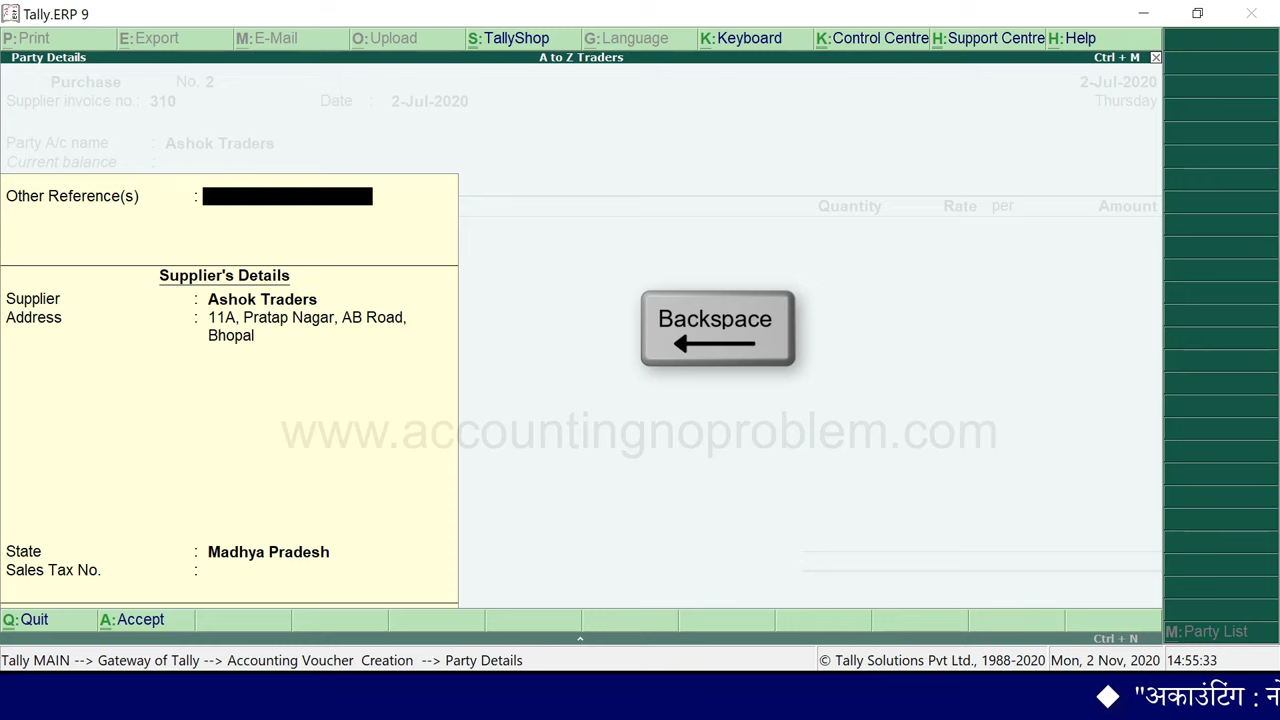 Tally.ERP 9
P:Print E:Export M:E-Mail O:Upload S:TallyShop G:Language K:Keyboard K:Control Centre H:Support Centre H:Help
Party Details A to Z Traders Ctrl + M
Purchase No. 2 2-Jul-2020
Supplier invoice no.: 310 Date : 2-Jul-2020 Thursday
Party A/c name : Ashok Traders
Current balance :
Other Reference(s) :
Quantity Rate per Amount
Supplier's Details
Supplier : Ashok Traders
Address : 11A, Pratap Nagar, AB Road,
Bhopal
Backspace
www.accountingnoproblem.com
State : Madhya Pradesh
Sales Tax No. :
Q:Quit A:Accept
M:Party List
Ctrl + N
Tally MAIN --> Gateway of Tally --> Accounting Voucher Creation --> Party Details © Tally Solutions Pvt Ltd., 1988-2020 Mon, 2 Nov, 2020 14:55:33
"अकाउंटिंग :